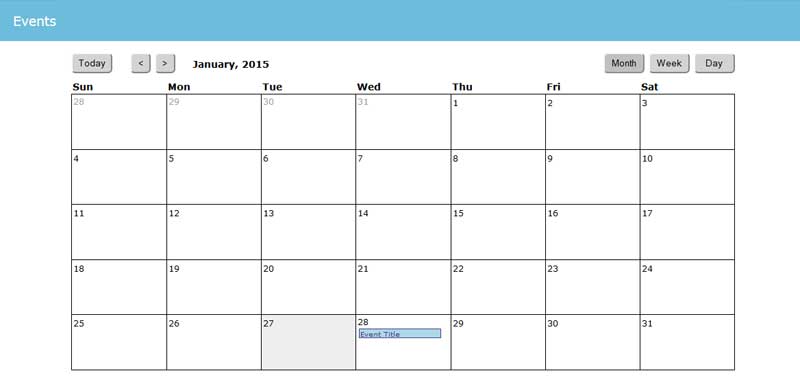 Events
Today < > January, 2015 Month Week Day
Sun Mon Tue Wed Thu Fri Sat
28 29 30 31 1 2 3
4 5 6 7 8 9 10
11 12 13 14 15 16 17
18 19 20 21 22 23 24
25 26 27 28 29 30 31
Event Title